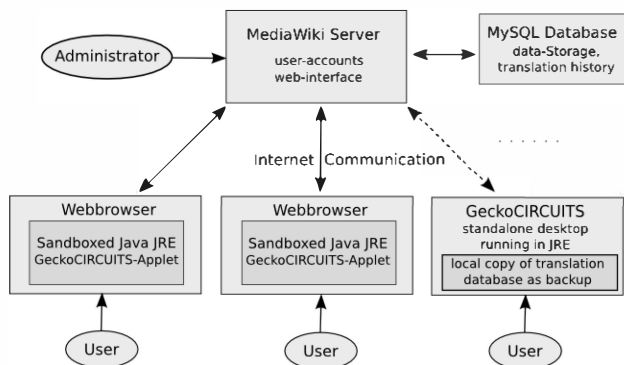 MediaWiki Server
user-accounts
web-interface
Administrator
MySQL Database
data-Storage,
translation history
Internet Communication
Webbrowser
Sandboxed Java JRE
GeckoCIRCUITS-Applet
Webbrowser
Sandboxed Java JRE
GeckoCIRCUITS-Applet
GeckoCIRCUITS
standalone desktop
running in JRE
local copy of translation
database as backup
User
User
User